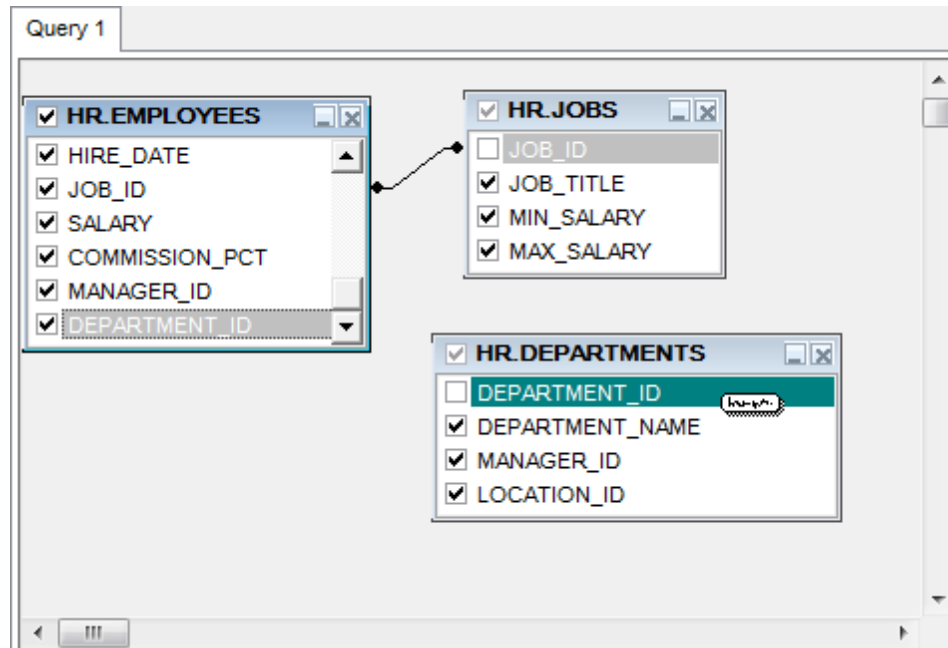 Query 1
HR.EMPLOYEES
HIRE_DATE
JOB_ID
SALARY
COMMISSION_PCT
MANAGER_ID
DEPARTMENT_ID
HR.JOBS
JOB_ID
JOB_TITLE
MIN_SALARY
MAX_SALARY
HR.DEPARTMENTS
DEPARTMENT_ID
DEPARTMENT_NAME
MANAGER_ID
LOCATION_ID